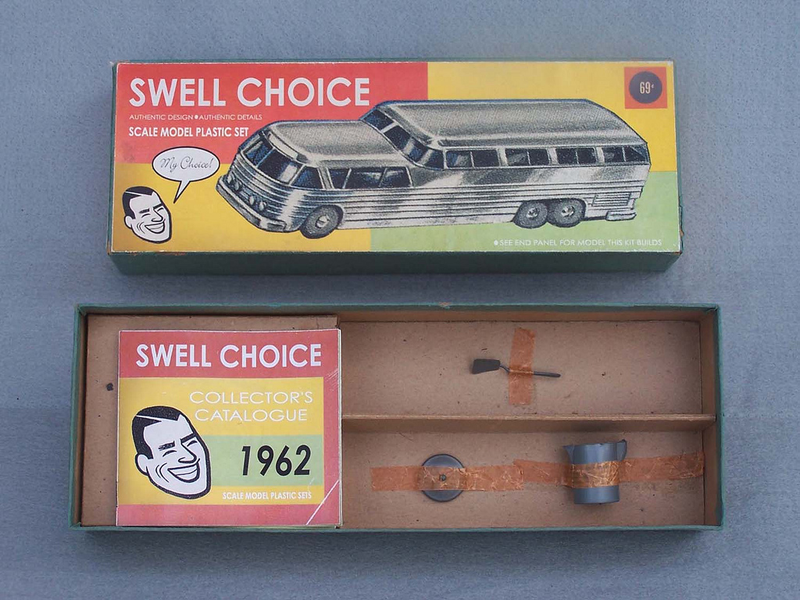 SWELL CHOICE
AUTHENTIC DESIGN • AUTHENTIC DETAILS
SCALE MODEL PLASTIC SET
69¢
My Choice!
• SEE END PANEL FOR MODEL THIS KIT BUILDS
SWELL CHOICE
COLLECTOR'S
CATALOGUE
1962
SCALE MODEL PLASTIC SETS